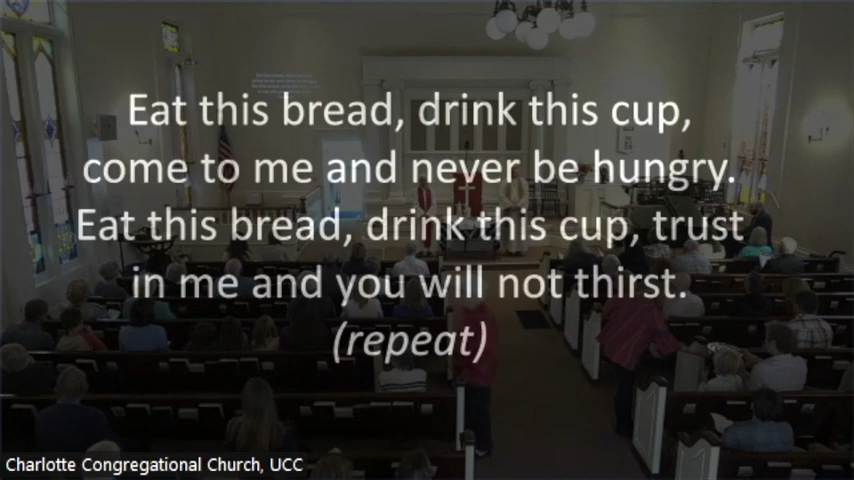 Eat this bread, drink this cup,
come to me and never be hungry.
Eat this bread, drink this cup, trust
in me and you will not thirst.
(repeat)
Charlotte Congregational Church, UCC